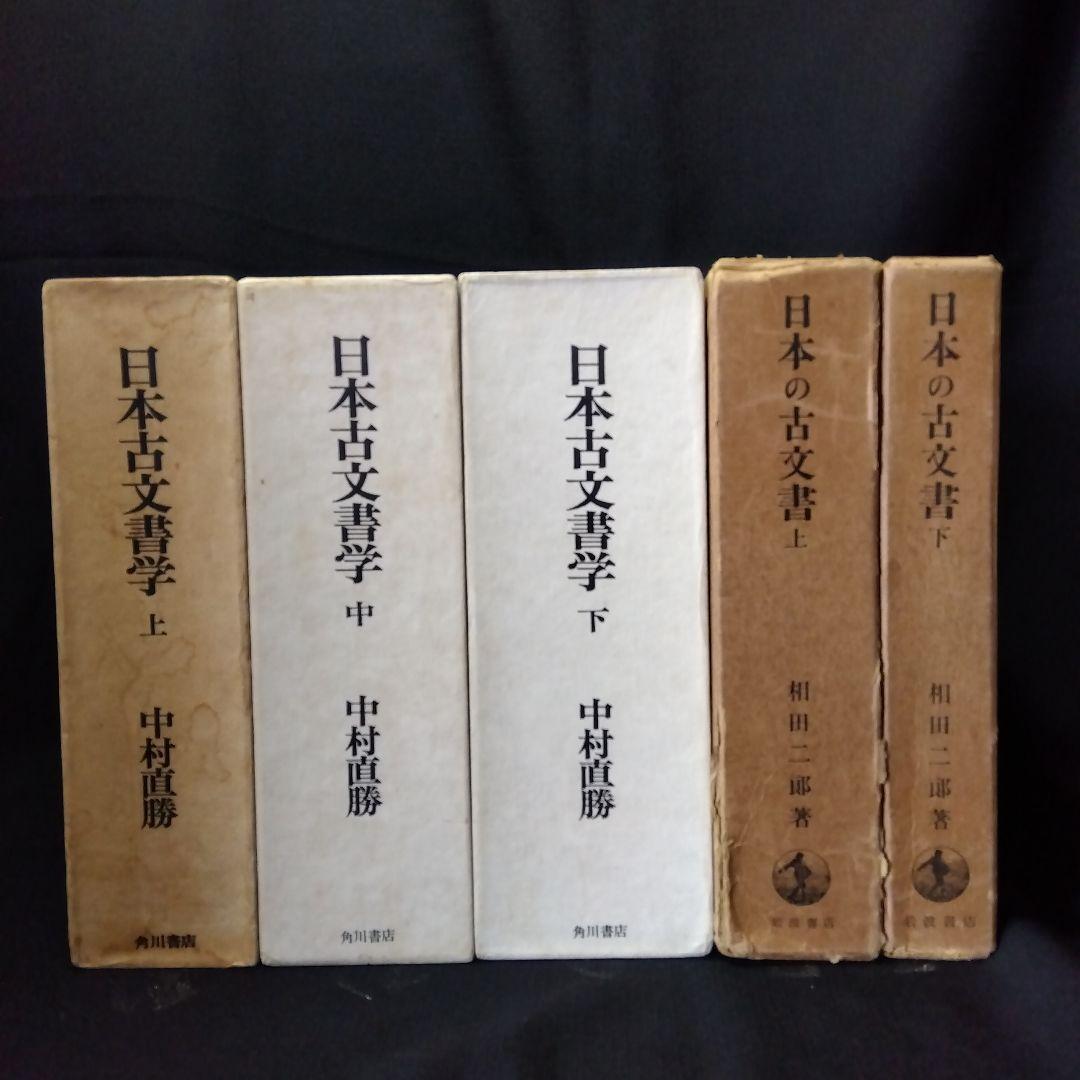 日本古文書学 上
中村直勝
角川書店
日本古文書学 中
中村直勝
角川書店
日本古文書学 下
中村直勝
角川書店
日本の古文書 上
相田二郎著
岩波書店
日本の古文書 下
相田二郎著
岩波書店